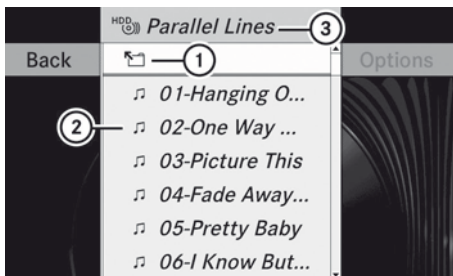 HDD Parallel Lines 3
Back 1 Options
01-Hanging O...
2 02-One Way ...
03-Picture This
04-Fade Away...
05-Pretty Baby
06-I Know But...